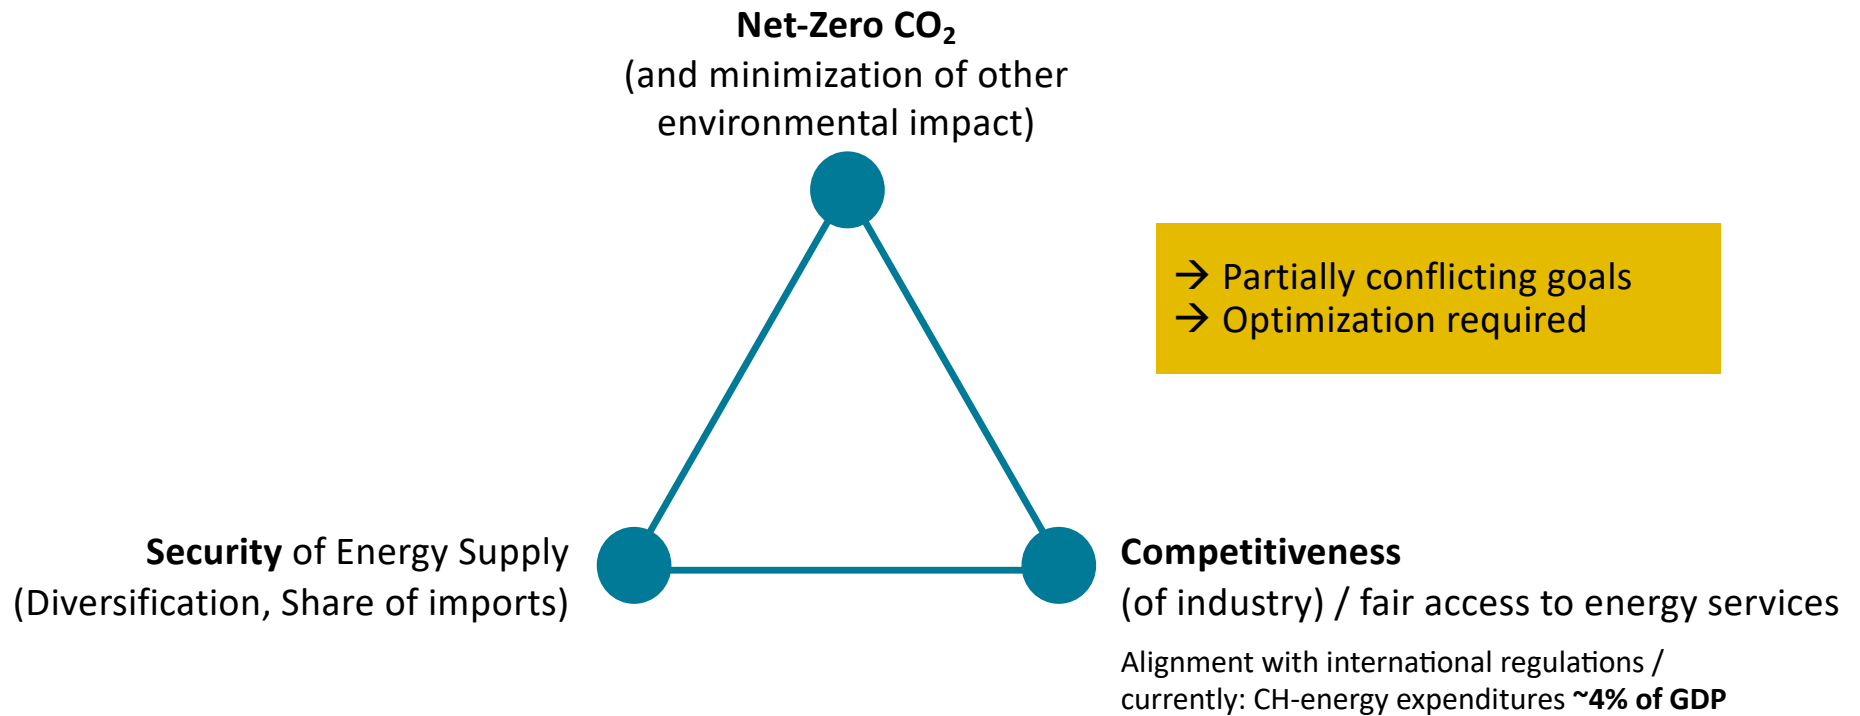 Net-Zero CO₂
(and minimization of other
environmental impact)
→ Partially conflicting goals
→ Optimization required
Security of Energy Supply
(Diversification, Share of imports)
Competitiveness
(of industry) / fair access to energy services
Alignment with international regulations /
currently: CH-energy expenditures ~4% of GDP